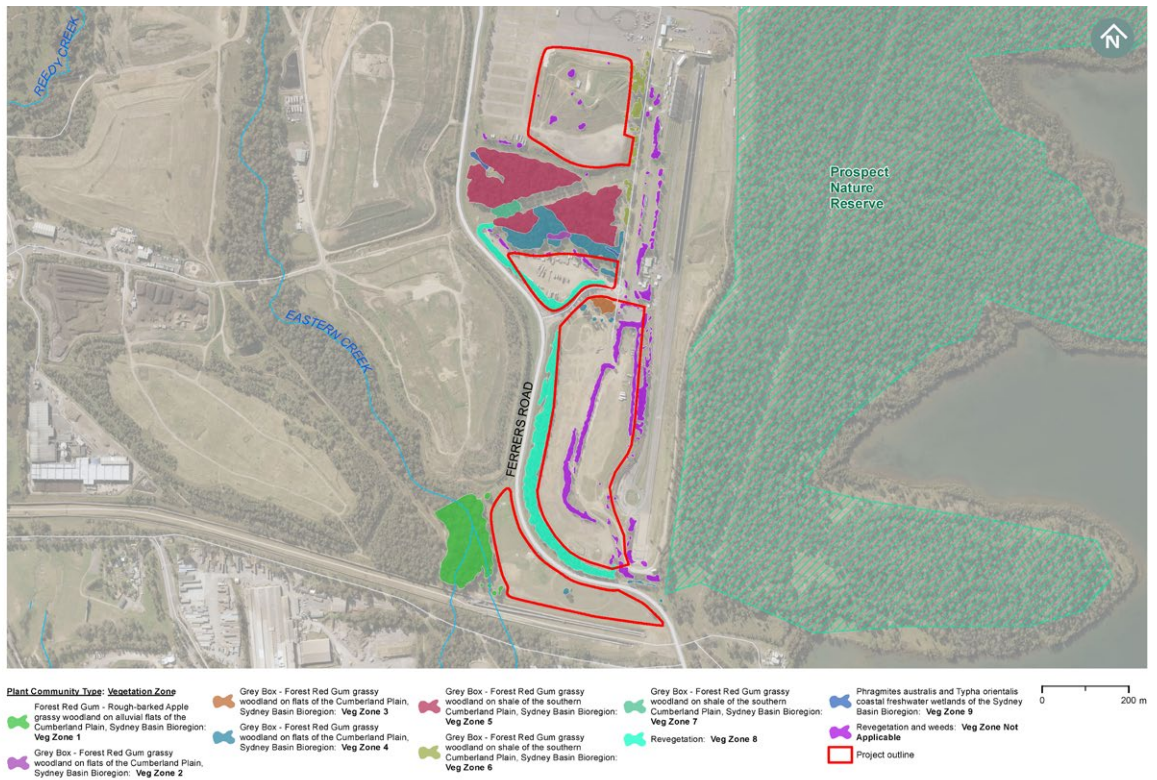 N
REEDY CREEK
Prospect
Nature
Reserve
EASTERN CREEK
FERRERS ROAD
Plant Community Type: Vegetation Zone
Forest Red Gum - Rough-barked Apple
grassy woodland on alluvial flats of the
Cumberland Plain, Sydney Basin Bioregion:
Veg Zone 1
Grey Box - Forest Red Gum grassy
woodland on flats of the Cumberland Plain,
Sydney Basin Bioregion: Veg Zone 2
Grey Box - Forest Red Gum grassy
woodland on flats of the Cumberland Plain,
Sydney Basin Bioregion: Veg Zone 3
Grey Box - Forest Red Gum grassy
woodland on flats of the Cumberland Plain,
Sydney Basin Bioregion: Veg Zone 4
Grey Box - Forest Red Gum grassy
woodland on shale of the southern
Cumberland Plain, Sydney Basin Bioregion:
Veg Zone 5
Grey Box - Forest Red Gum grassy
woodland on shale of the southern
Cumberland Plain, Sydney Basin Bioregion:
Veg Zone 6
Grey Box - Forest Red Gum grassy
woodland on shale of the southern
Cumberland Plain, Sydney Basin Bioregion:
Veg Zone 7
Revegetation: Veg Zone 8
Phragmites australis and Typha orientalis
coastal freshwater wetlands of the Sydney
Basin Bioregion: Veg Zone 9
Revegetation and weeds: Veg Zone Not
Applicable
Project outline
0 200 m